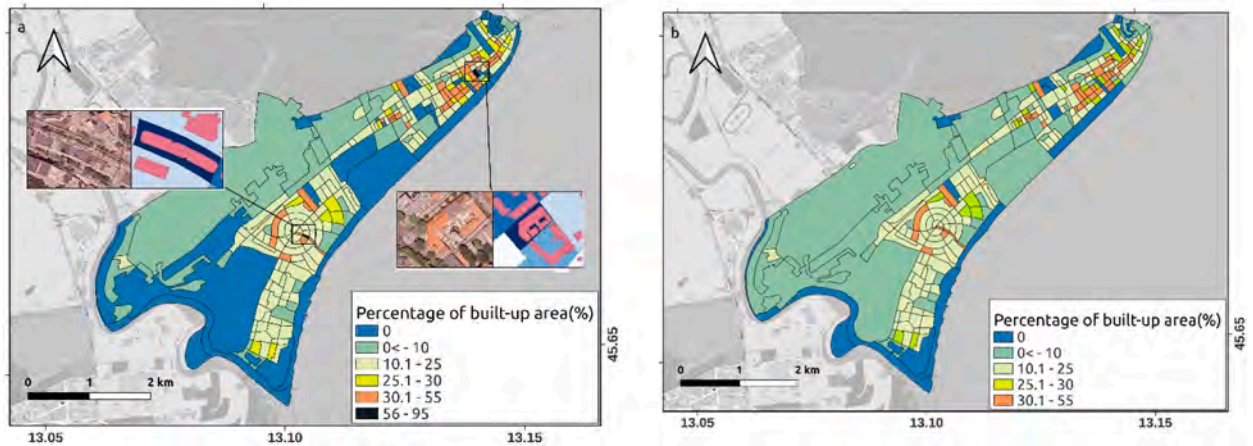 a
Percentage of built-up area(%)
0
0< - 10
10.1 - 25
25.1 - 30
30.1 - 55
56 - 95
0 1 2 km
45.65
13.05 13.10 13.15
b
Percentage of built-up area(%)
0
0< - 10
10.1 - 25
25.1 - 30
30.1 - 55
0 1 2 km
45.65
13.05 13.10 13.15